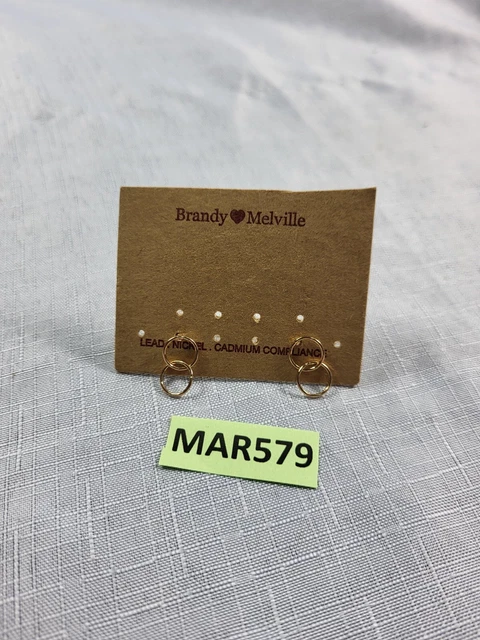 Brandy♥Melville
LEAD . NICKEL . CADMIUM COMPLIANCE
MAR579